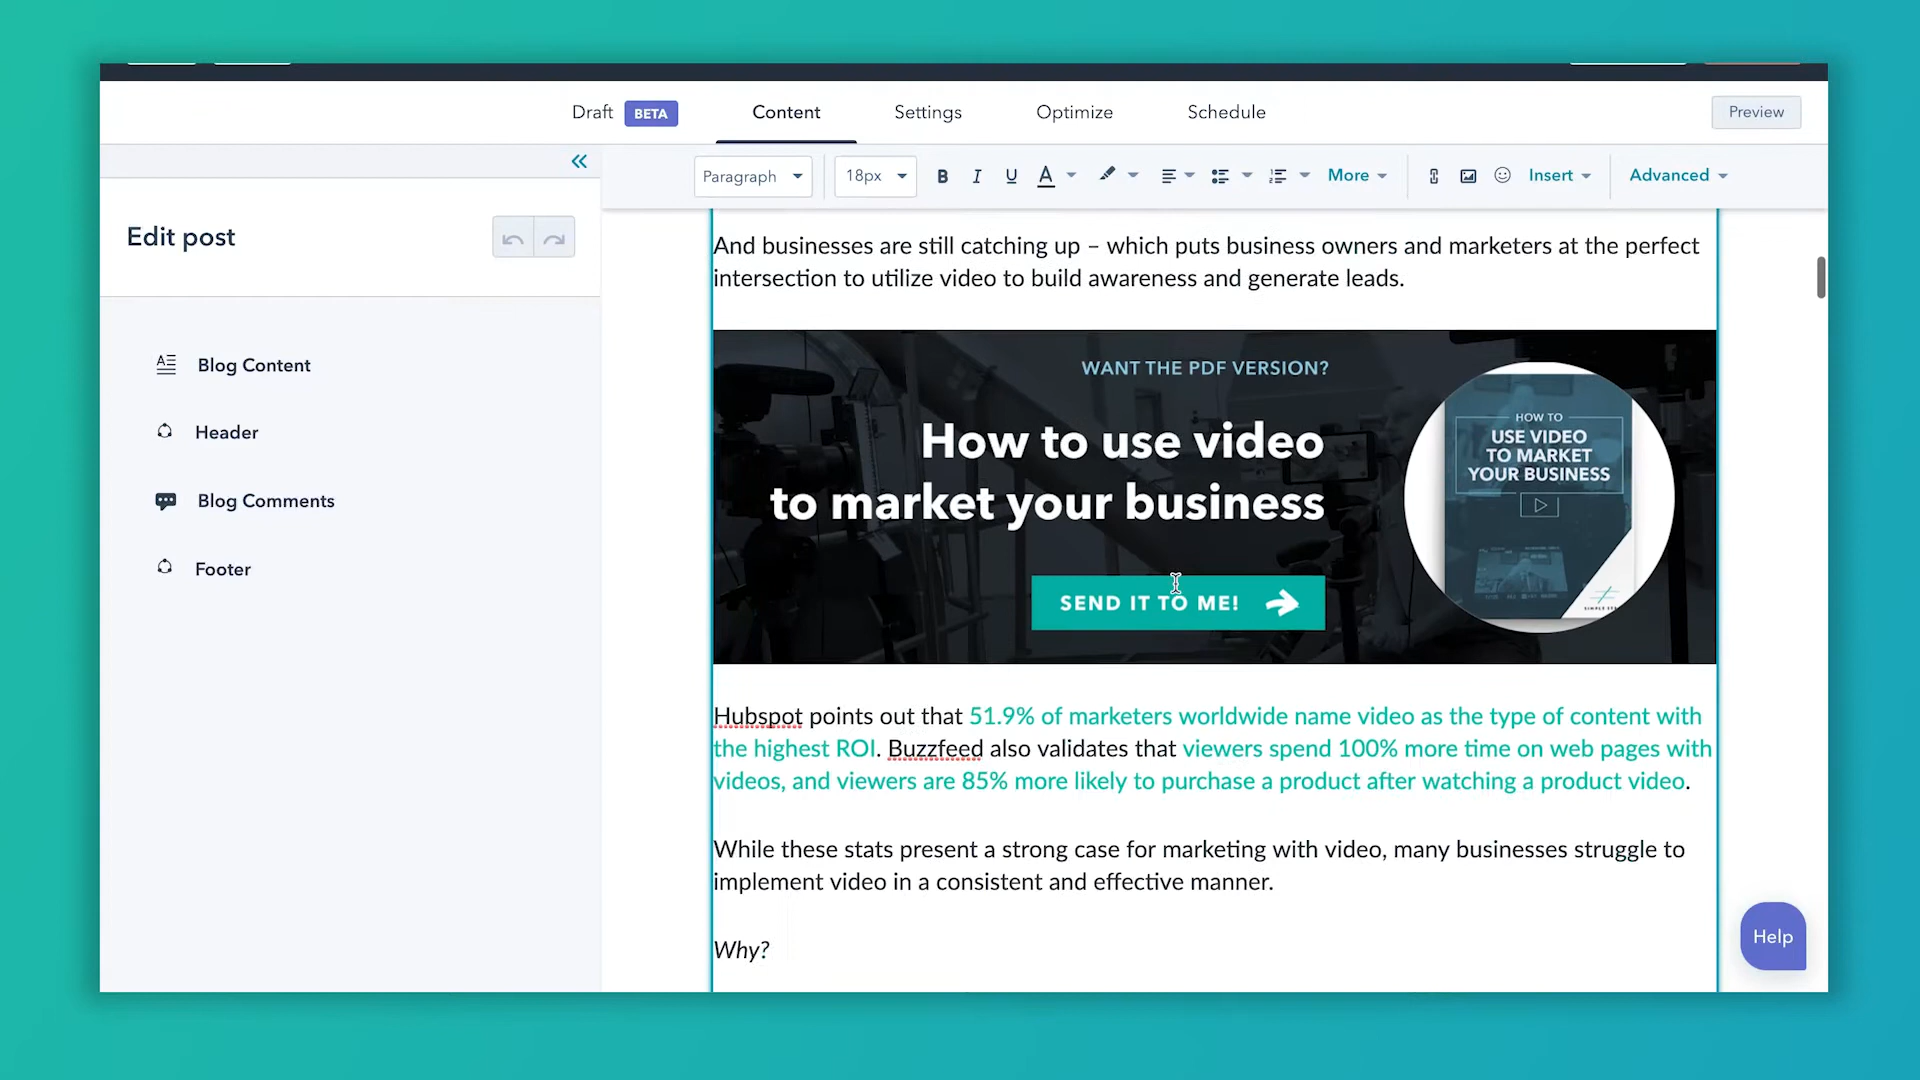 Draft BETA Content Settings Optimize Schedule Preview
Paragraph 18px B I U A More Insert Advanced
Edit post
Blog Content
Header
Blog Comments
Footer
And businesses are still catching up – which puts business owners and marketers at the perfect
intersection to utilize video to build awareness and generate leads.
WANT THE PDF VERSION?
How to use video
to market your business
SEND IT TO ME!
HOW TO
USE VIDEO
TO MARKET
YOUR BUSINESS
Hubspot points out that 51.9% of marketers worldwide name video as the type of content with
the highest ROI. Buzzfeed also validates that viewers spend 100% more time on web pages with
videos, and viewers are 85% more likely to purchase a product after watching a product video.
While these stats present a strong case for marketing with video, many businesses struggle to
implement video in a consistent and effective manner.
Why?
Help